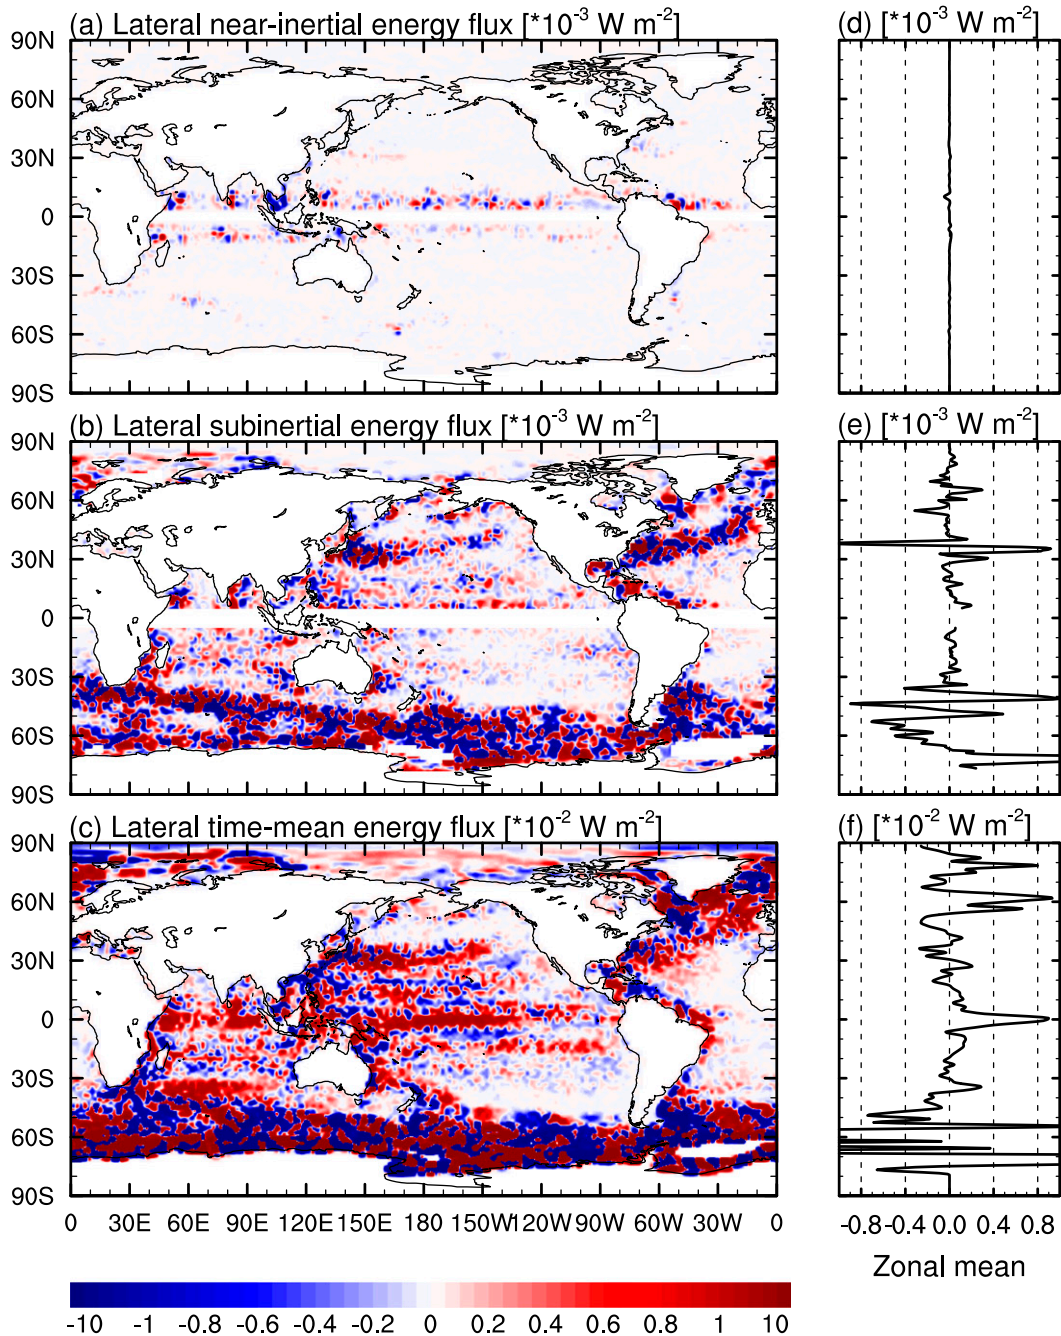 (a) Lateral near-inertial energy flux [*10-3 W m-2]
(d) [*10-3 W m-2]
90N
60N
30N
0
30S
60S
90S
(b) Lateral subinertial energy flux [*10-3 W m-2]
(e) [*10-3 W m-2]
90N
60N
30N
0
30S
60S
90S
(c) Lateral time-mean energy flux [*10-2 W m-2]
(f) [*10-2 W m-2]
90N
60N
30N
0
30S
60S
90S
0 30E 60E 90E 120E 150E 180 150W 120W 90W 60W 30W 0
-0.8 -0.4 0.0 0.4 0.8
Zonal mean
-10 -1 -0.8 -0.6 -0.4 -0.2 0 0.2 0.4 0.6 0.8 1 10